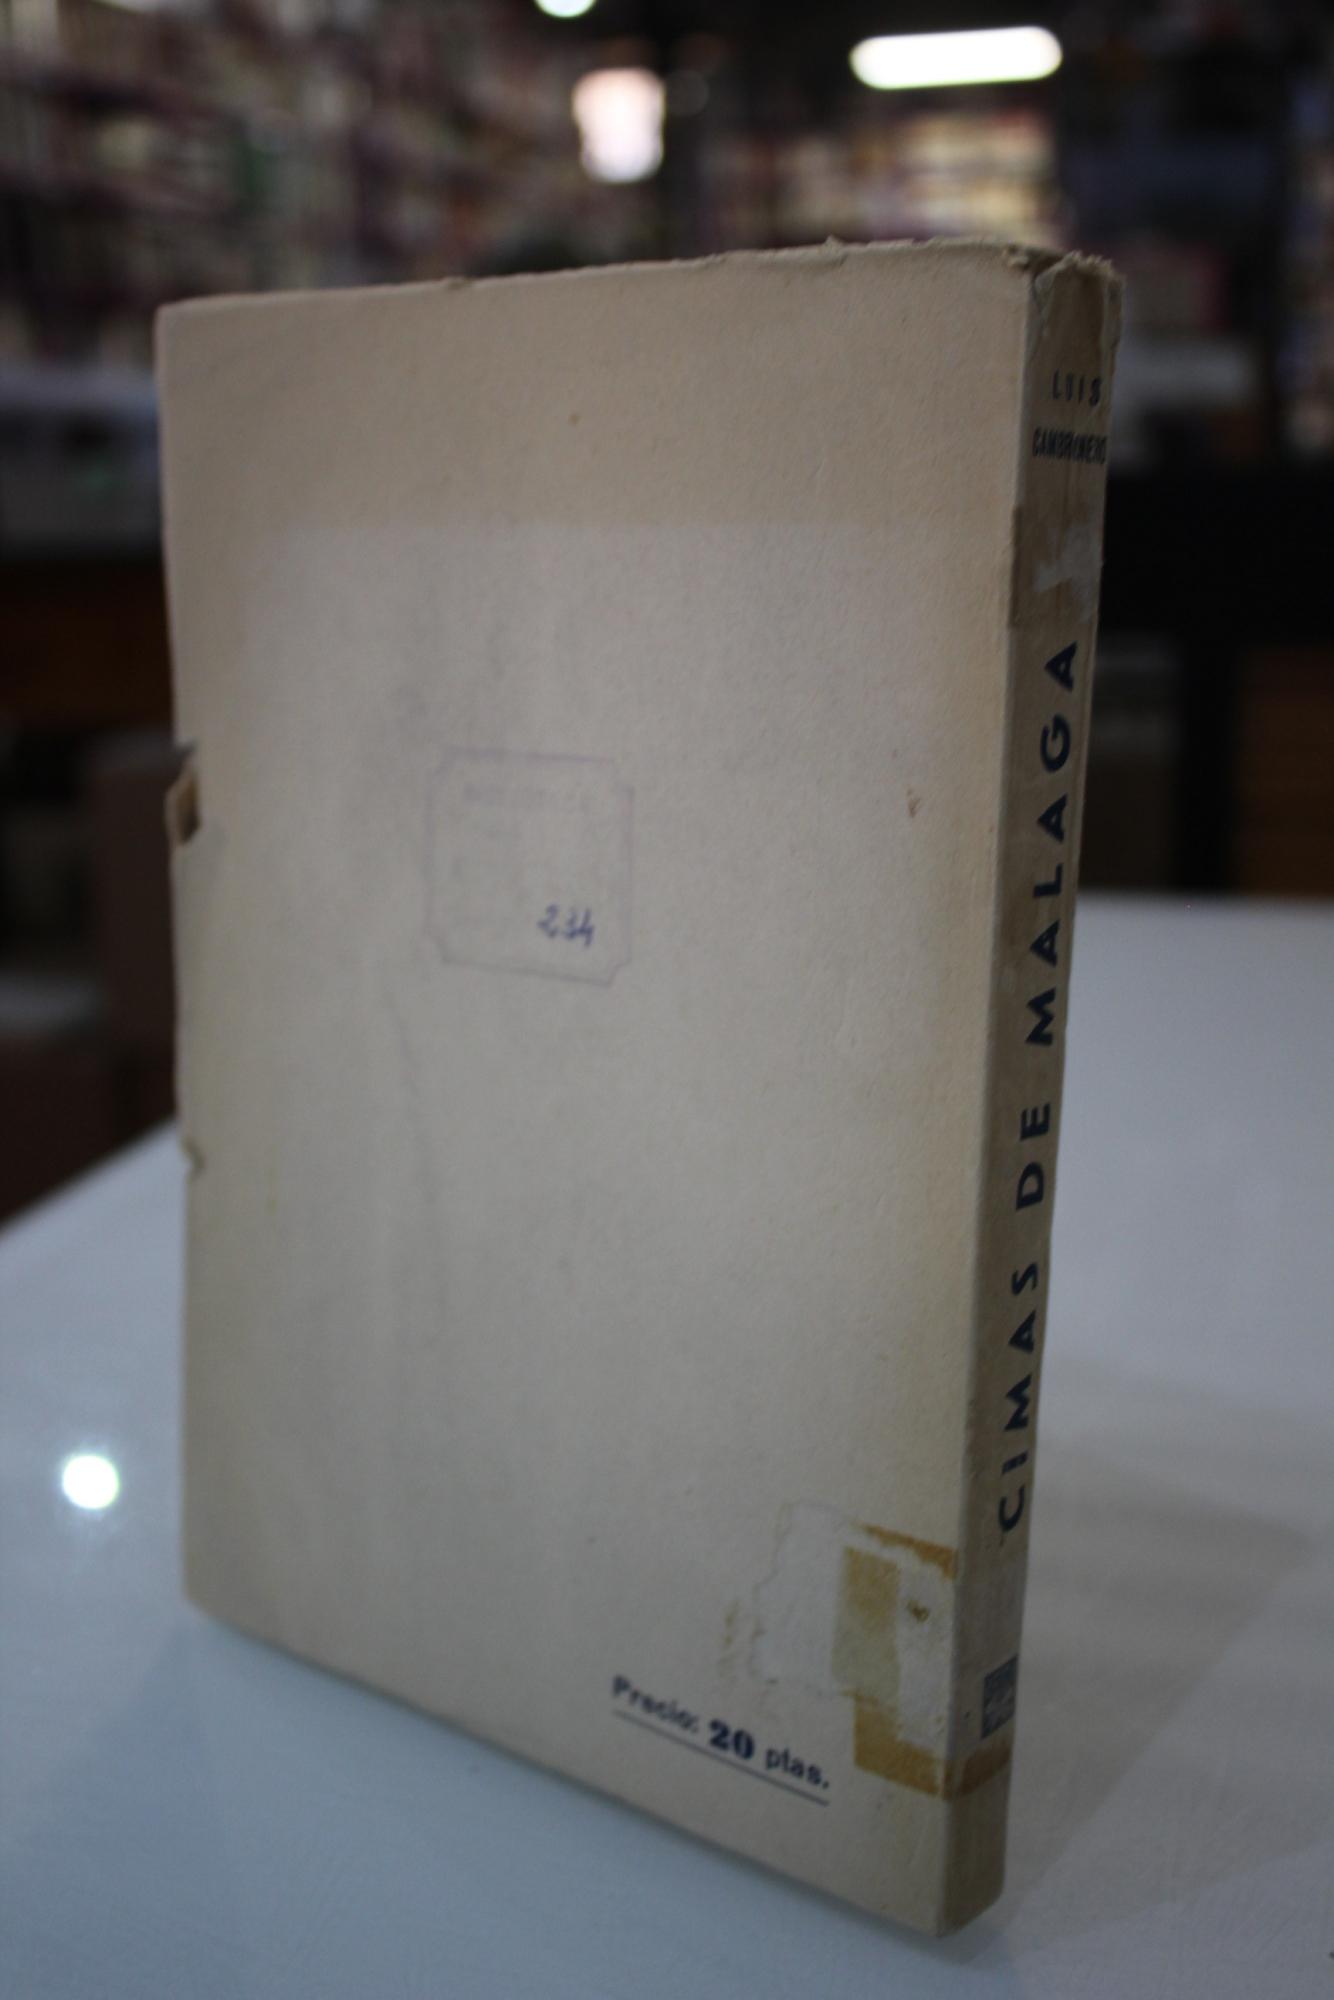 LUIS
CAMBRONERO
CIMAS DE MALAGA
234
Precio: 20 ptas.